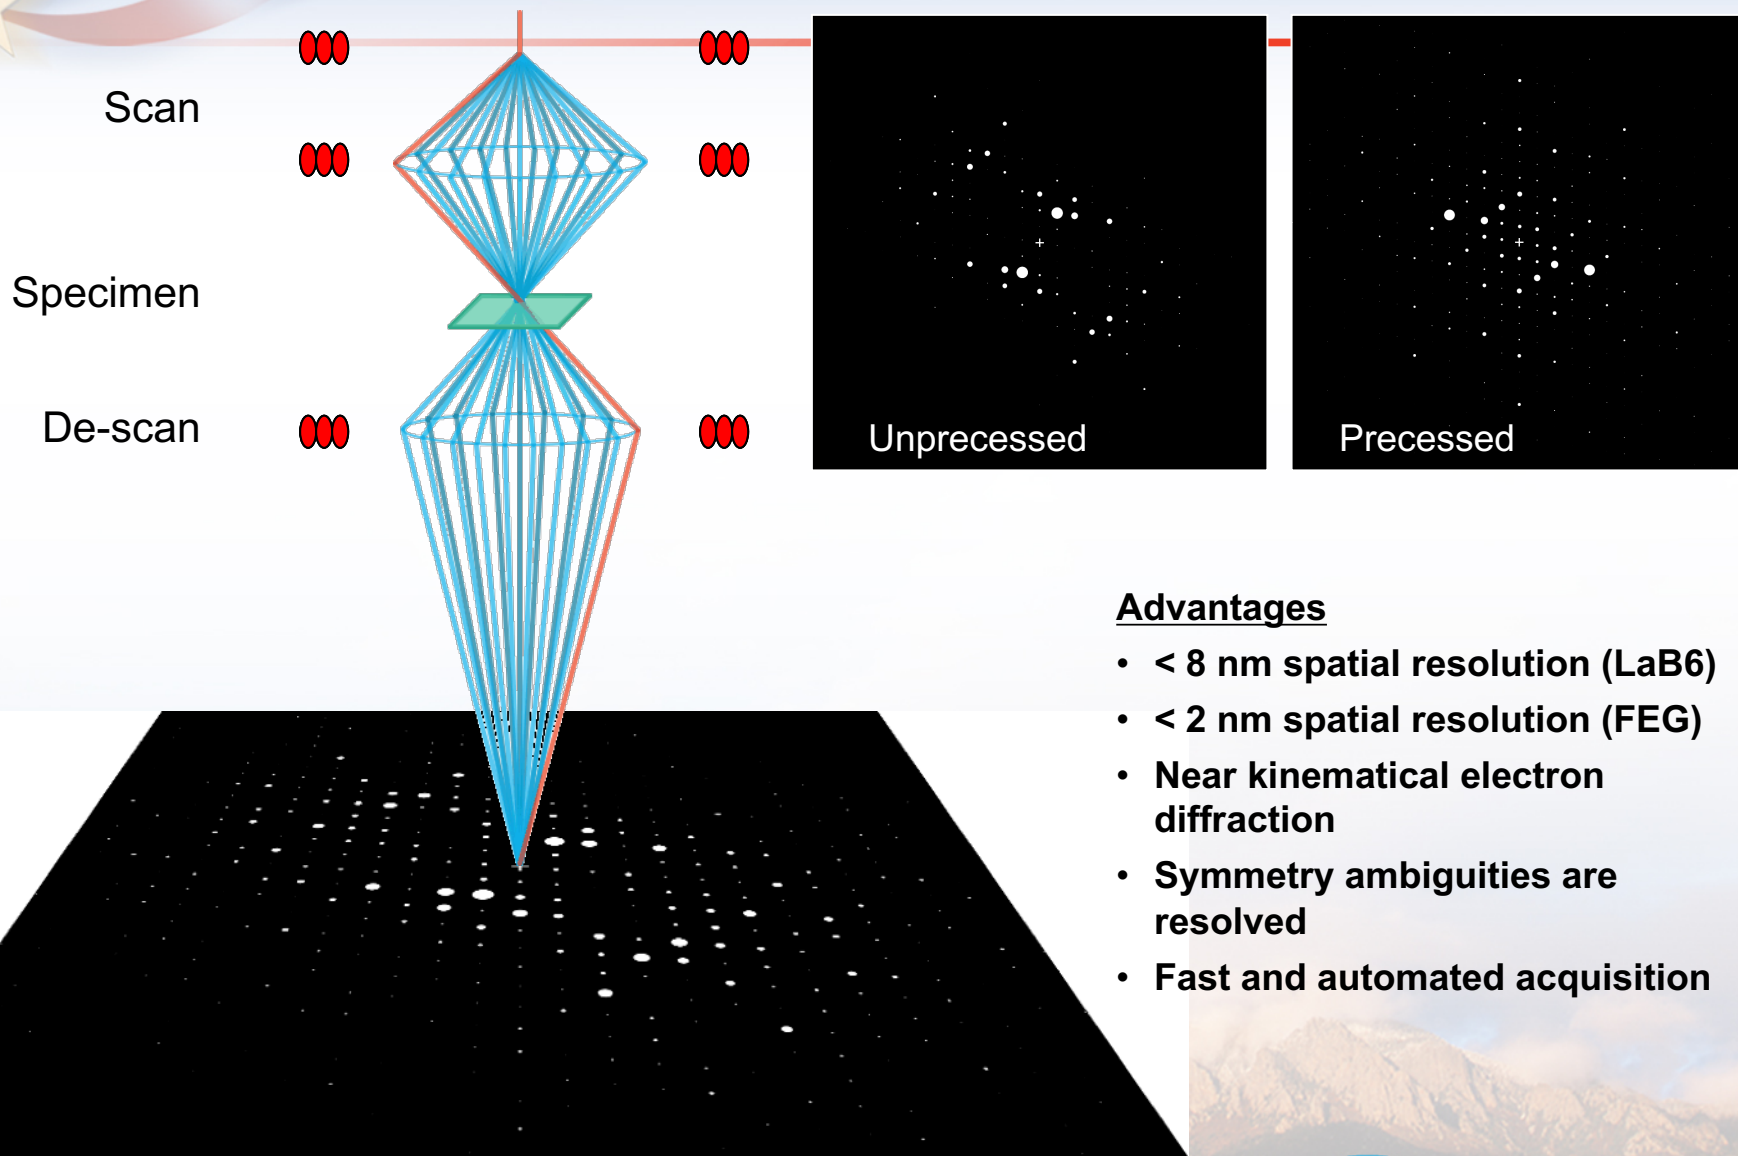 Scan
Specimen
De-scan
Unprecessed
Precessed
Advantages
• < 8 nm spatial resolution (LaB6)
• < 2 nm spatial resolution (FEG)
• Near kinematical electron
diffraction
• Symmetry ambiguities are
resolved
• Fast and automated acquisition